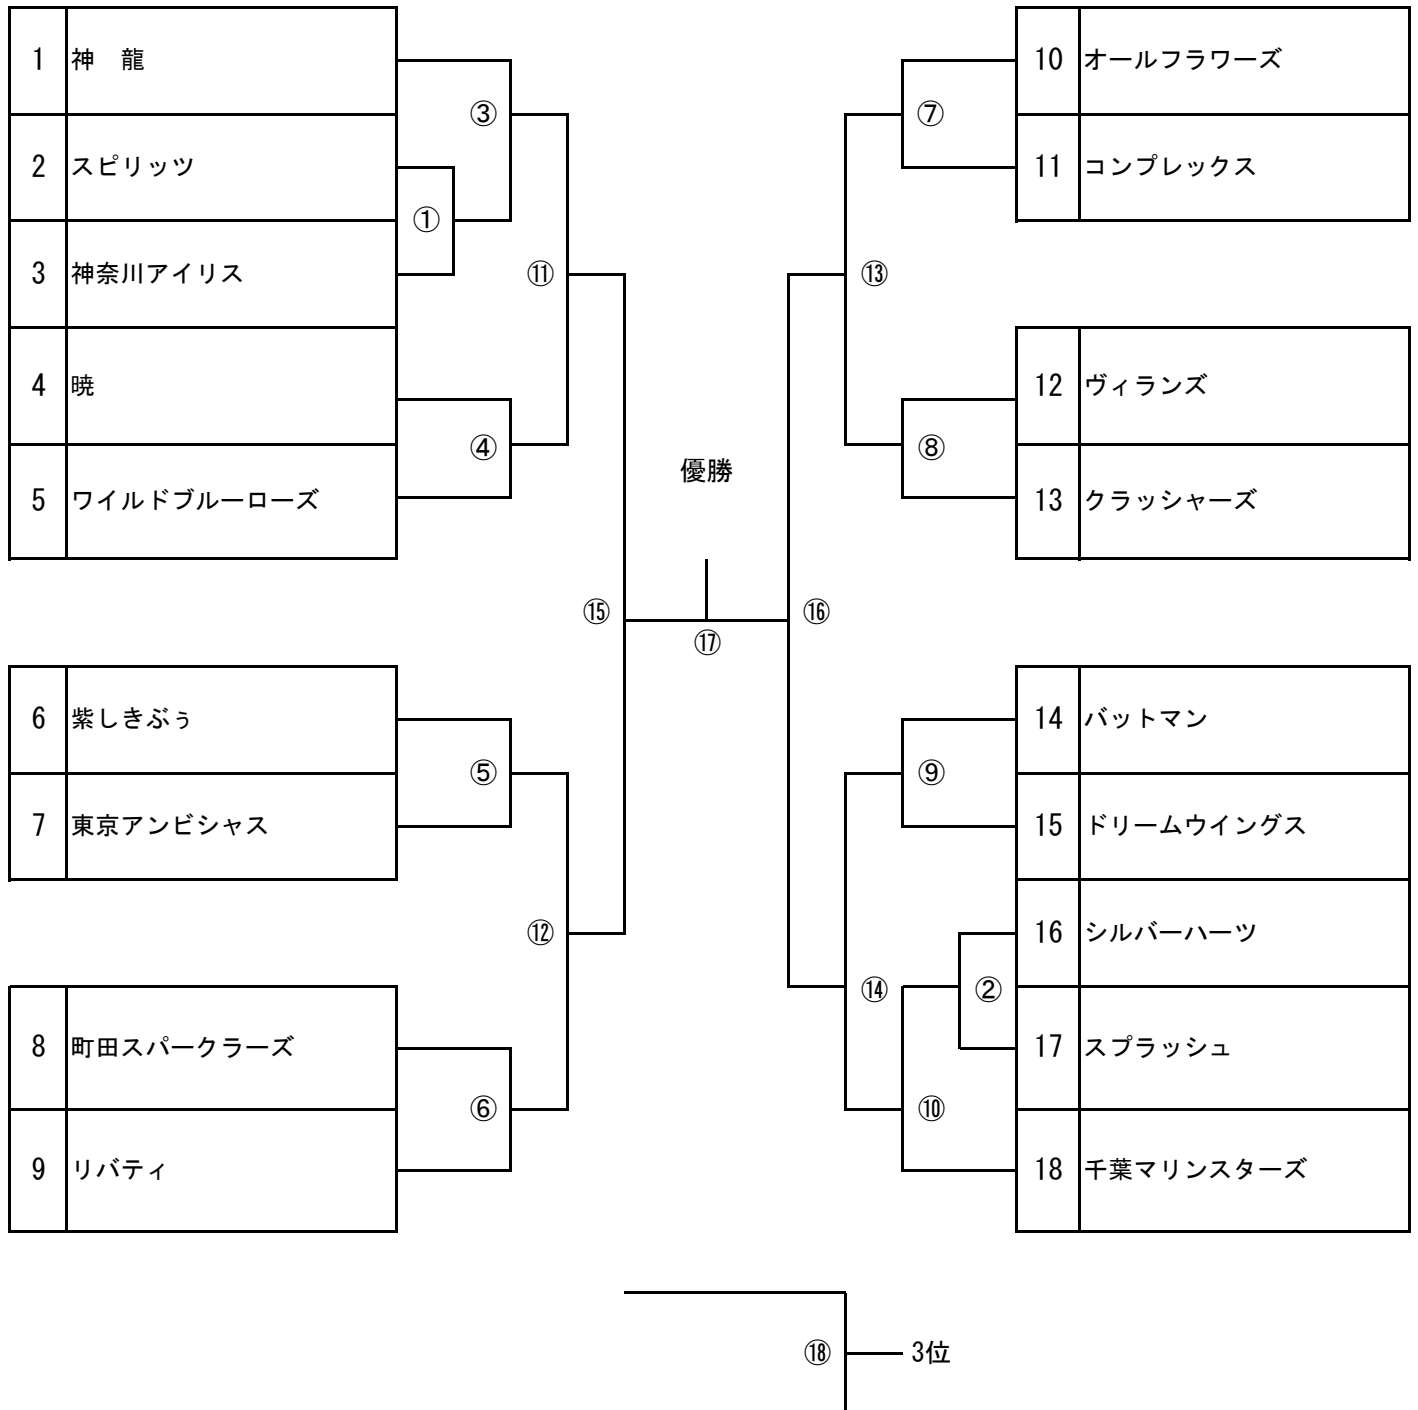 1 神　龍
③
2 スピリッツ
①
3 神奈川アイリス
⑪
4 暁
④
5 ワイルドブルーローズ
⑮
6 紫しきぶぅ
⑤
7 東京アンビシャス
⑫
8 町田スパークラーズ
⑥
9 リバティ
優勝
⑰
10 オールフラワーズ
⑦
11 コンプレックス
⑬
12 ヴィランズ
⑧
13 クラッシャーズ
⑯
14 バットマン
⑨
15 ドリームウイングス
16 シルバーハーツ
⑭
②
17 スプラッシュ
⑩
18 千葉マリンスターズ
⑱ 3位